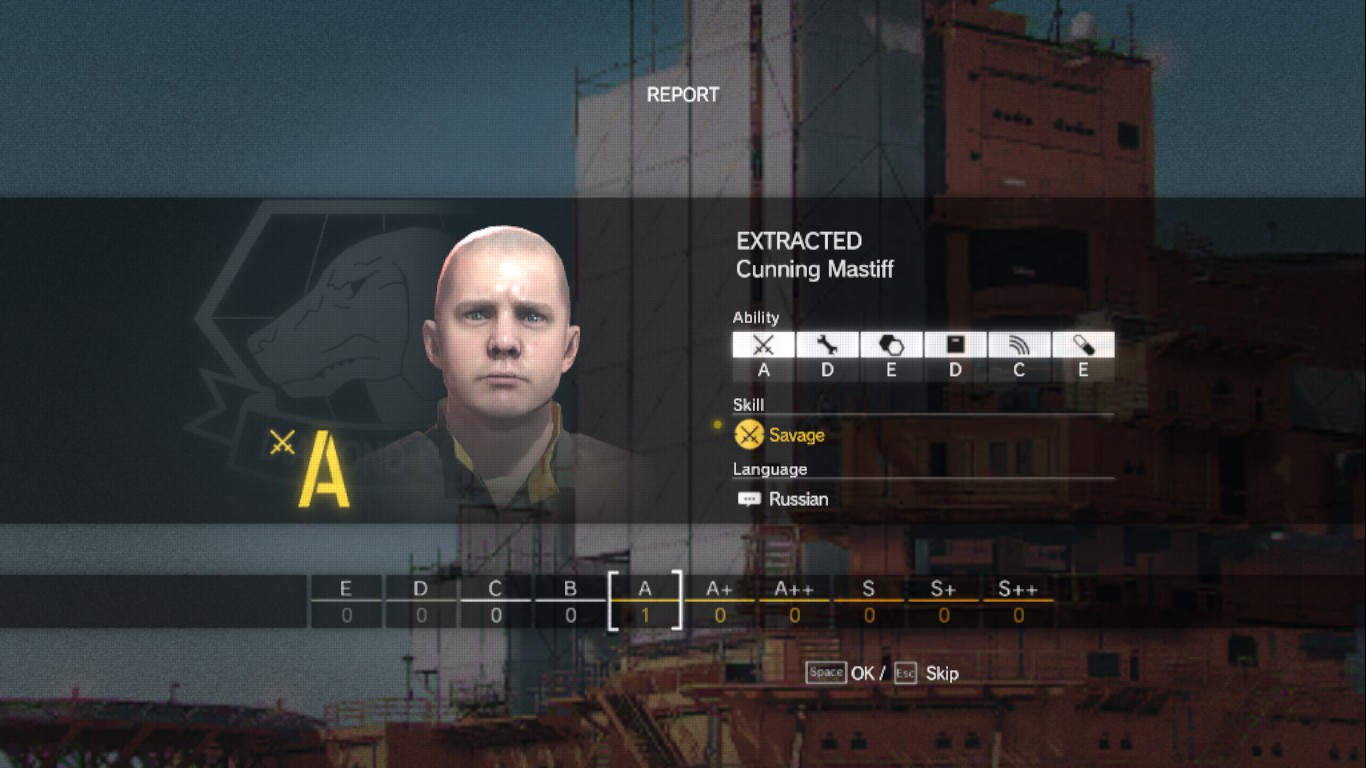 REPORT
EXTRACTED
Cunning Mastiff
Ability
A D E D C E
Skill
Savage
Language
Russian
A
E D C B A A+ A++ S S+ S++
0 0 0 0 1 0 0 0 0 0
Space OK / Esc Skip